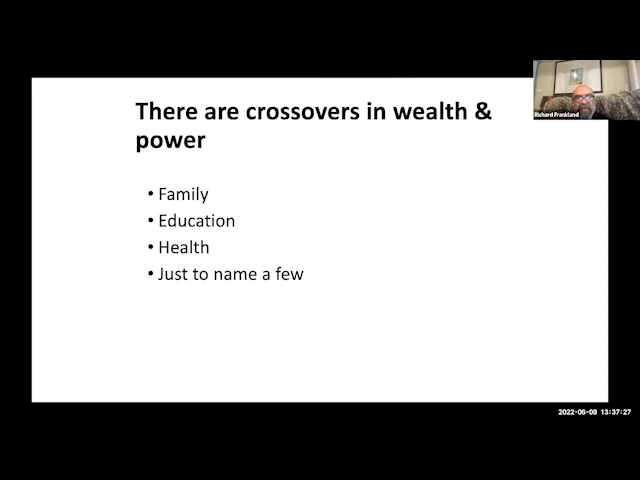 There are crossovers in wealth &
power
• Family
• Education
• Health
• Just to name a few
Richard Frankland
2022-06-09 13:37:27